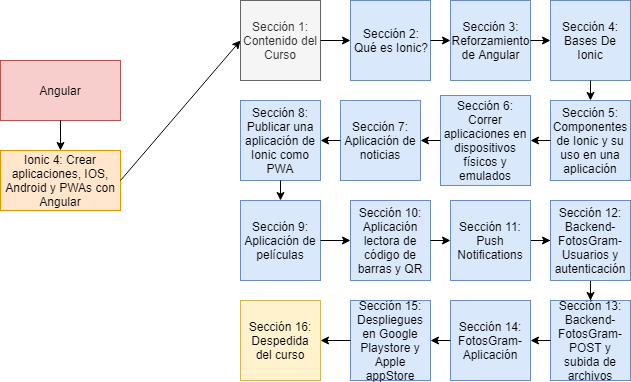 Angular
Ionic 4: Crear
aplicaciones, IOS,
Android y PWAs con
Angular
Sección 1:
Contenido del
Curso
Sección 2:
Qué es Ionic?
Sección 3:
Reforzamiento
de Angular
Sección 4:
Bases De
Ionic
Sección 5:
Componentes
de Ionic y su
uso en una
aplicación
Sección 6:
Correr
aplicaciones en
dispositivos
físicos y
emulados
Sección 7:
Aplicación de
noticias
Sección 8:
Publicar una
aplicación de
Ionic como
PWA
Sección 9:
Aplicación de
películas
Sección 10:
Aplicación
lectora de
código de
barras y QR
Sección 11:
Push
Notifications
Sección 12:
Backend-
FotosGram-
Usuarios y
autenticación
Sección 13:
Backend-
FotosGram-
POST y
subida de
archivos
Sección 14:
FotosGram-
Aplicación
Sección 15:
Despliegues
en Google
Playstore y
Apple
appStore
Sección 16:
Despedida
del curso